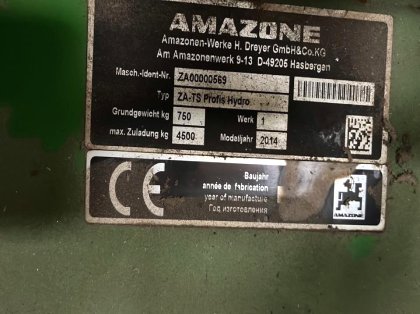 AMAZONE
Amazonen-Werke H. Dreyer GmbH&Co.KG
Am Amazonenwerk 9-13 D-49205 Hasbergen
Masch.-Ident-Nr. ZA00000569
Typ ZA-TS Profis Hydro
Grundgewicht kg 750 Werk 1
max. Zuladung kg 4500 Modelljahr 2014
CE
Baujahr
année de fabrication
year of manufacture
Год изготовления
AMAZONE